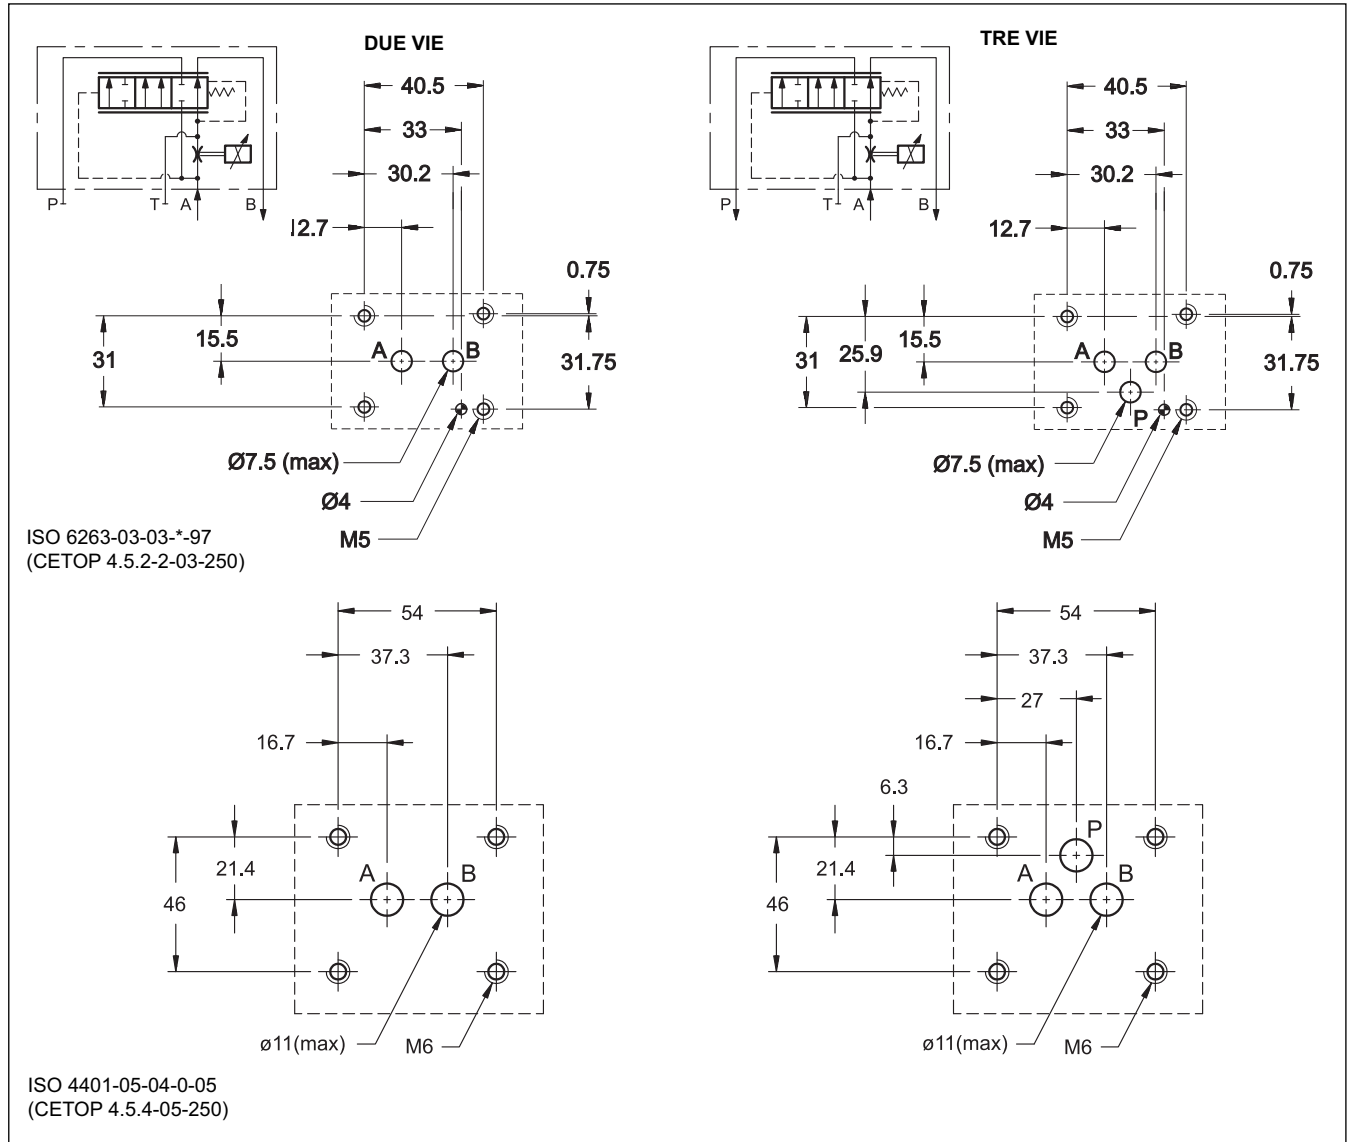 DUE VIE
TRE VIE
40.5
33
30.2
P
T
A
B
12.7
0.75
15.5
31
A
B
31.75
Ø7.5 (max)
Ø4
M5
40.5
33
30.2
P
T
A
B
12.7
0.75
15.5
25.9
31
A
B
P
31.75
Ø7.5 (max)
Ø4
M5
ISO 6263-03-03-*-97
(CETOP 4.5.2-2-03-250)
54
37.3
16.7
21.4
46
A
B
ø11(max)
M6
54
37.3
27
16.7
6.3
21.4
46
P
A
B
ø11(max)
M6
ISO 4401-05-04-0-05
(CETOP 4.5.4-05-250)